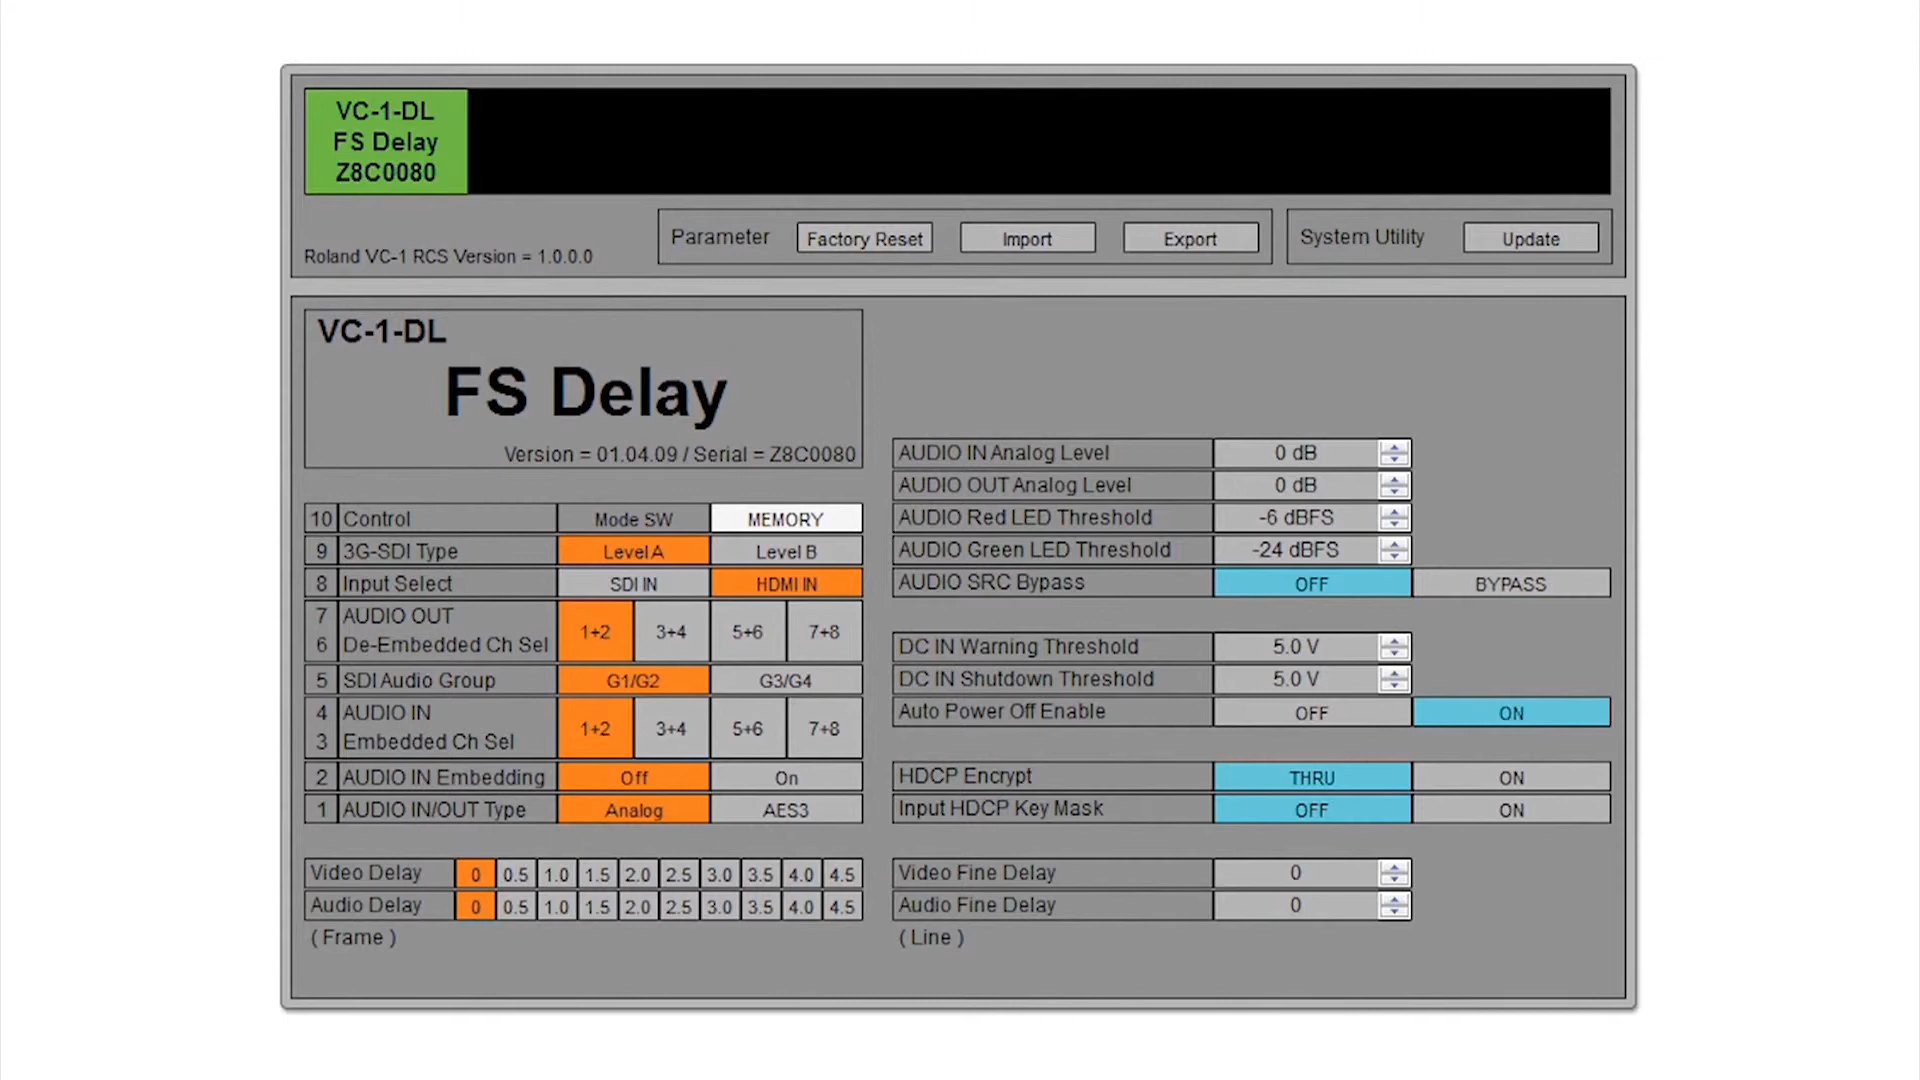 VC-1-DL
FS Delay
Z8C0080
Roland VC-1 RCS Version = 1.0.0.0
Parameter Factory Reset Import Export
System Utility Update
VC-1-DL
FS Delay
Version = 01.04.09 / Serial = Z8C0080
10 Control Mode SW MEMORY
9 3G-SDI Type Level A Level B
8 Input Select SDI IN HDMI IN
7 AUDIO OUT
6 De-Embedded Ch Sel
1+2 3+4 5+6 7+8
5 SDI Audio Group G1/G2 G3/G4
4 AUDIO IN
3 Embedded Ch Sel
1+2 3+4 5+6 7+8
2 AUDIO IN Embedding Off On
1 AUDIO IN/OUT Type Analog AES3
Video Delay 0 0.5 1.0 1.5 2.0 2.5 3.0 3.5 4.0 4.5
Audio Delay 0 0.5 1.0 1.5 2.0 2.5 3.0 3.5 4.0 4.5
( Frame )
AUDIO IN Analog Level 0 dB
AUDIO OUT Analog Level 0 dB
AUDIO Red LED Threshold -6 dBFS
AUDIO Green LED Threshold -24 dBFS
AUDIO SRC Bypass OFF BYPASS
DC IN Warning Threshold 5.0 V
DC IN Shutdown Threshold 5.0 V
Auto Power Off Enable OFF ON
HDCP Encrypt THRU ON
Input HDCP Key Mask OFF ON
Video Fine Delay 0
Audio Fine Delay 0
( Line )